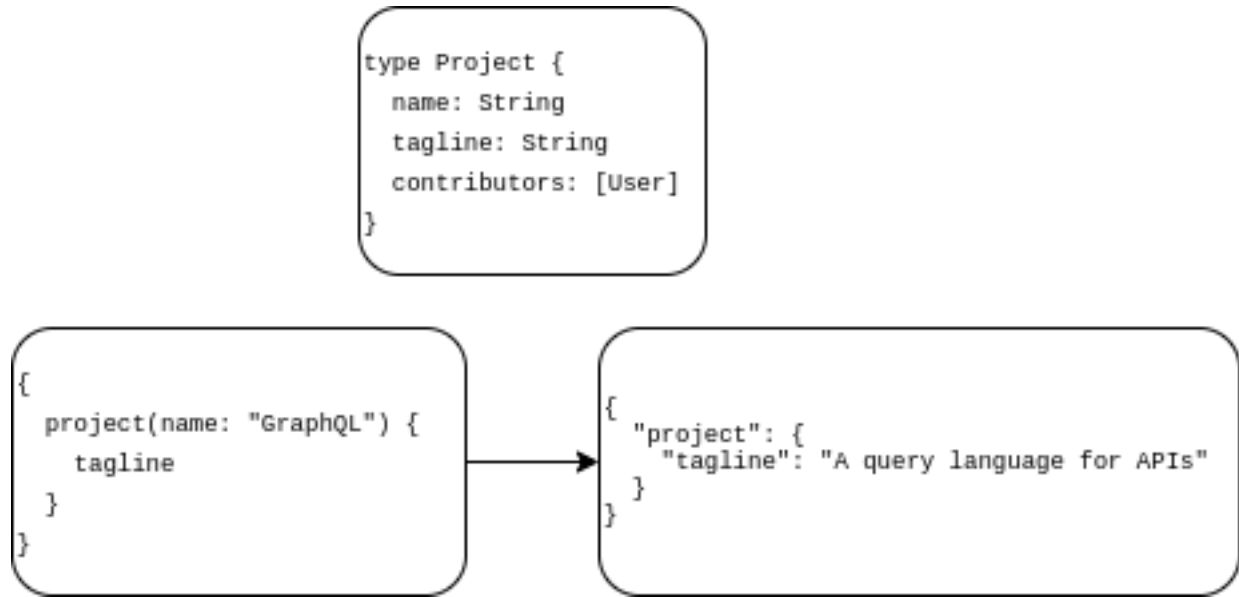 type Project {
  name: String
  tagline: String
  contributors: [User]
}
{
  project(name: "GraphQL") {
    tagline
  }
}
{
  "project": {
    "tagline": "A query language for APIs"
  }
}